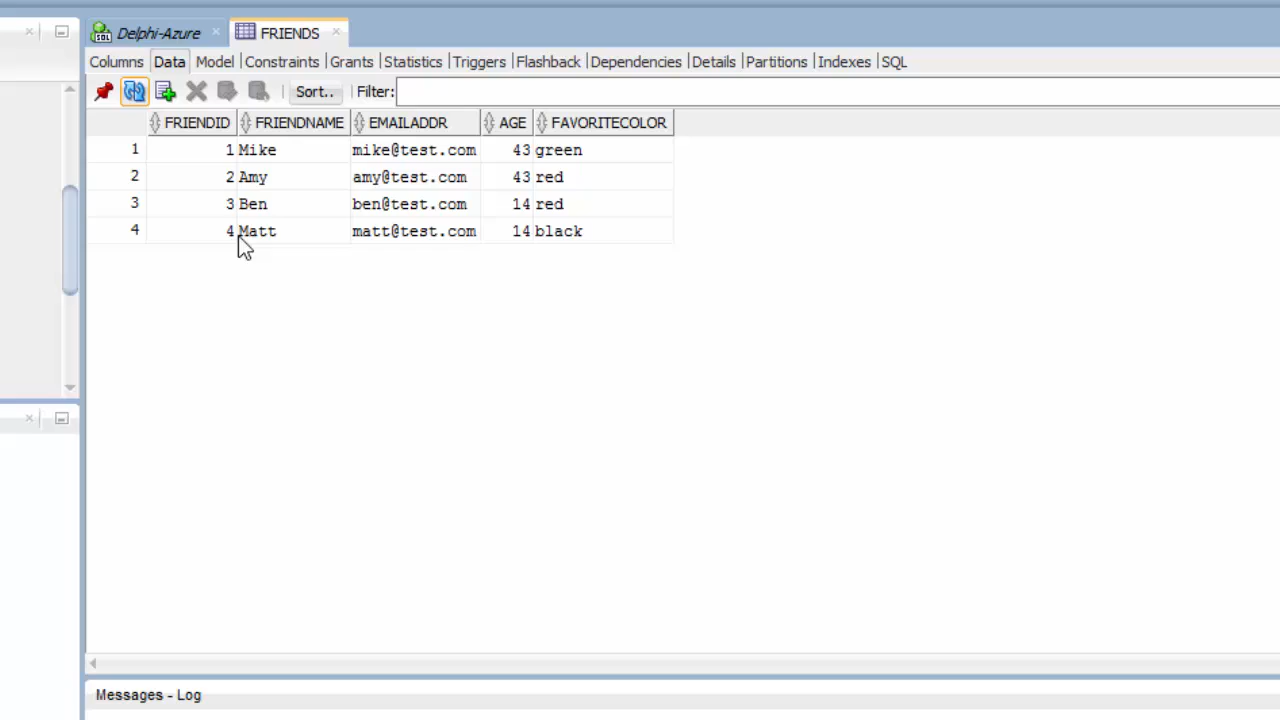 Delphi-Azure FRIENDS
Columns Data Model Constraints Grants Statistics Triggers Flashback Dependencies Details Partitions Indexes SQL
Sort.. Filter:
FRIENDID FRIENDNAME EMAILADDR AGE FAVORITECOLOR
1 1 Mike mike@test.com 43 green
2 2 Amy amy@test.com 43 red
3 3 Ben ben@test.com 14 red
4 4 Matt matt@test.com 14 black
Messages - Log